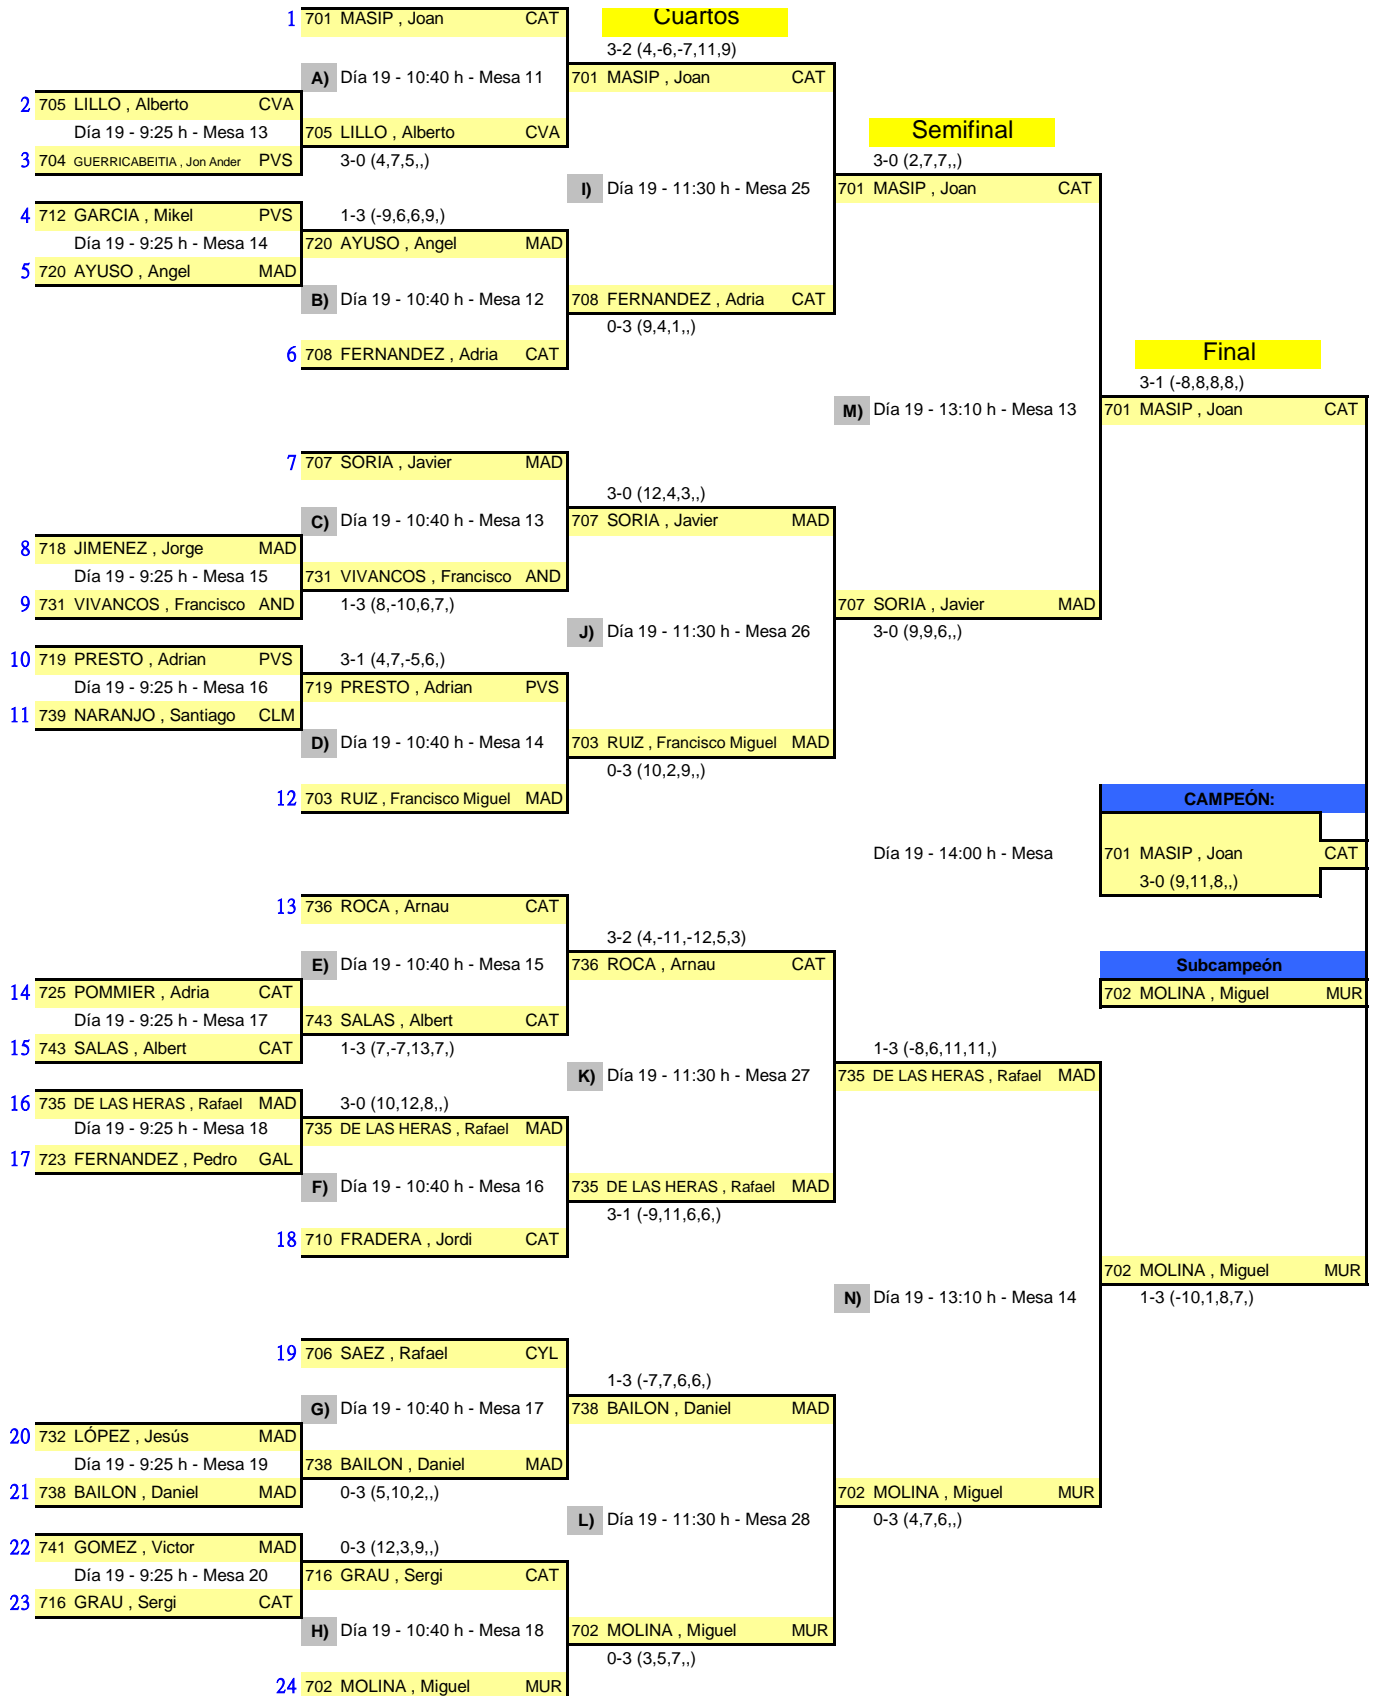 Cuartos
1 701 MASIP , Joan CAT
3-2 (4,-6,-7,11,9)
A) Día 19 - 10:40 h - Mesa 11
701 MASIP , Joan CAT
2 705 LILLO , Alberto CVA
Día 19 - 9:25 h - Mesa 13
705 LILLO , Alberto CVA
Semifinal
3 704 GUERRICABEITIA , Jon Ander PVS
3-0 (4,7,5,,)
3-0 (2,7,7,,)
I) Día 19 - 11:30 h - Mesa 25
701 MASIP , Joan CAT
4 712 GARCIA , Mikel PVS
1-3 (-9,6,6,9,)
Día 19 - 9:25 h - Mesa 14
720 AYUSO , Angel MAD
5 720 AYUSO , Angel MAD
B) Día 19 - 10:40 h - Mesa 12
708 FERNANDEZ , Adria CAT
0-3 (9,4,1,,)
6 708 FERNANDEZ , Adria CAT
Final
3-1 (-8,8,8,8,)
M) Día 19 - 13:10 h - Mesa 13
701 MASIP , Joan CAT
7 707 SORIA , Javier MAD
3-0 (12,4,3,,)
C) Día 19 - 10:40 h - Mesa 13
707 SORIA , Javier MAD
8 718 JIMENEZ , Jorge MAD
Día 19 - 9:25 h - Mesa 15
731 VIVANCOS , Francisco AND
9 731 VIVANCOS , Francisco AND
1-3 (8,-10,6,7,)
707 SORIA , Javier MAD
J) Día 19 - 11:30 h - Mesa 26
3-0 (9,9,6,,)
10 719 PRESTO , Adrian PVS
3-1 (4,7,-5,6,)
Día 19 - 9:25 h - Mesa 16
719 PRESTO , Adrian PVS
11 739 NARANJO , Santiago CLM
D) Día 19 - 10:40 h - Mesa 14
703 RUIZ , Francisco Miguel MAD
0-3 (10,2,9,,)
12 703 RUIZ , Francisco Miguel MAD
CAMPEÓN:
Día 19 - 14:00 h - Mesa
701 MASIP , Joan CAT
3-0 (9,11,8,,)
13 736 ROCA , Arnau CAT
3-2 (4,-11,-12,5,3)
E) Día 19 - 10:40 h - Mesa 15
736 ROCA , Arnau CAT
Subcampeón
14 725 POMMIER , Adria CAT
702 MOLINA , Miguel MUR
Día 19 - 9:25 h - Mesa 17
743 SALAS , Albert CAT
15 743 SALAS , Albert CAT
1-3 (7,-7,13,7,)
1-3 (-8,6,11,11,)
K) Día 19 - 11:30 h - Mesa 27
735 DE LAS HERAS , Rafael MAD
16 735 DE LAS HERAS , Rafael MAD
3-0 (10,12,8,,)
Día 19 - 9:25 h - Mesa 18
735 DE LAS HERAS , Rafael MAD
17 723 FERNANDEZ , Pedro GAL
F) Día 19 - 10:40 h - Mesa 16
735 DE LAS HERAS , Rafael MAD
3-1 (-9,11,6,6,)
18 710 FRADERA , Jordi CAT
702 MOLINA , Miguel MUR
N) Día 19 - 13:10 h - Mesa 14
1-3 (-10,1,8,7,)
19 706 SAEZ , Rafael CYL
1-3 (-7,7,6,6,)
G) Día 19 - 10:40 h - Mesa 17
738 BAILON , Daniel MAD
20 732 LÓPEZ , Jesús MAD
Día 19 - 9:25 h - Mesa 19
738 BAILON , Daniel MAD
21 738 BAILON , Daniel MAD
0-3 (5,10,2,,)
702 MOLINA , Miguel MUR
L) Día 19 - 11:30 h - Mesa 28
0-3 (4,7,6,,)
22 741 GOMEZ , Victor MAD
0-3 (12,3,9,,)
Día 19 - 9:25 h - Mesa 20
716 GRAU , Sergi CAT
23 716 GRAU , Sergi CAT
H) Día 19 - 10:40 h - Mesa 18
702 MOLINA , Miguel MUR
0-3 (3,5,7,,)
24 702 MOLINA , Miguel MUR